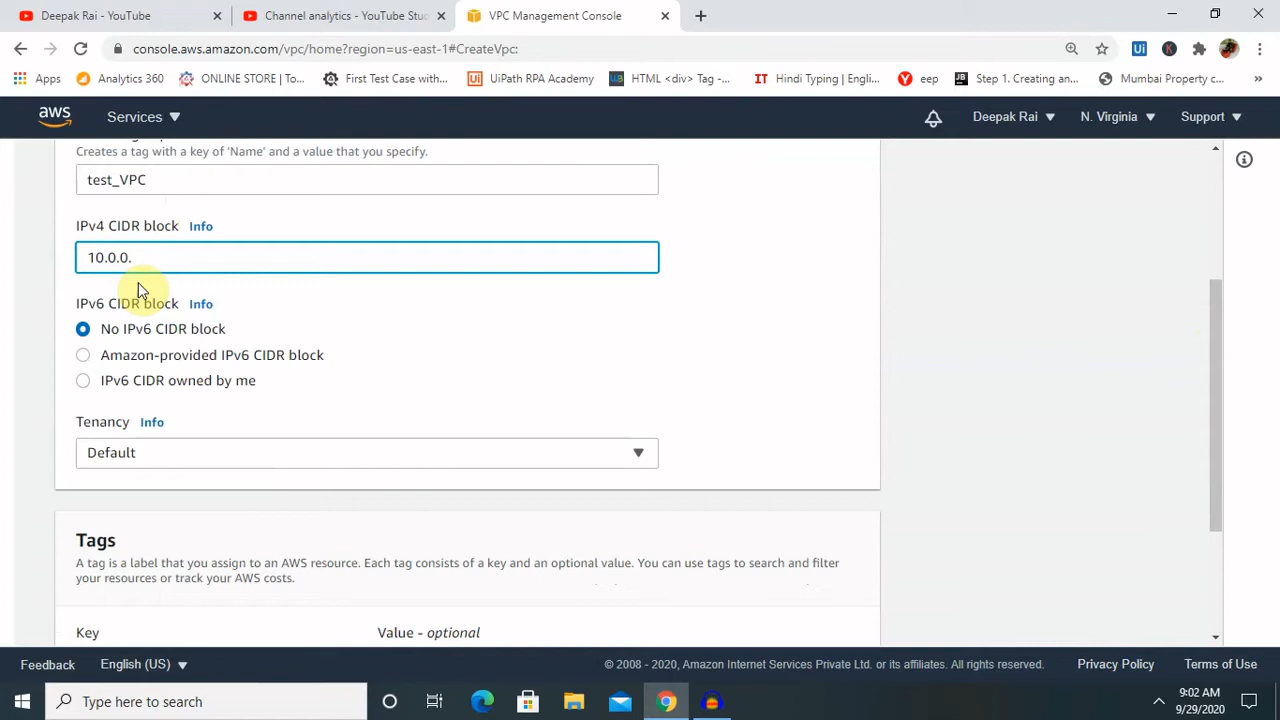 Deepak Rai - YouTube
Channel analytics - YouTube Stu
VPC Management Console
console.aws.amazon.com/vpc/home?region=us-east-1#CreateVpc:
Apps
Analytics 360
ONLINE STORE | To...
First Test Case with...
UiPath RPA Academy
HTML <div> Tag -...
Hindi Typing | Engli...
eep
Step 1. Creating an...
Mumbai Property c...
aws
Services
Deepak Rai
N. Virginia
Support
Creates a tag with a key of 'Name' and a value that you specify.
test_VPC
IPv4 CIDR block Info
10.0.0.
IPv6 CIDR block Info
No IPv6 CIDR block
Amazon-provided IPv6 CIDR block
IPv6 CIDR owned by me
Tenancy Info
Default
Tags
A tag is a label that you assign to an AWS resource. Each tag consists of a key and an optional value. You can use tags to search and filter
your resources or track your AWS costs.
Key
Value - optional
Feedback
English (US)
© 2008 - 2020, Amazon Internet Services Private Ltd. or its affiliates. All rights reserved.
Privacy Policy
Terms of Use
Type here to search
9:02 AM
9/29/2020